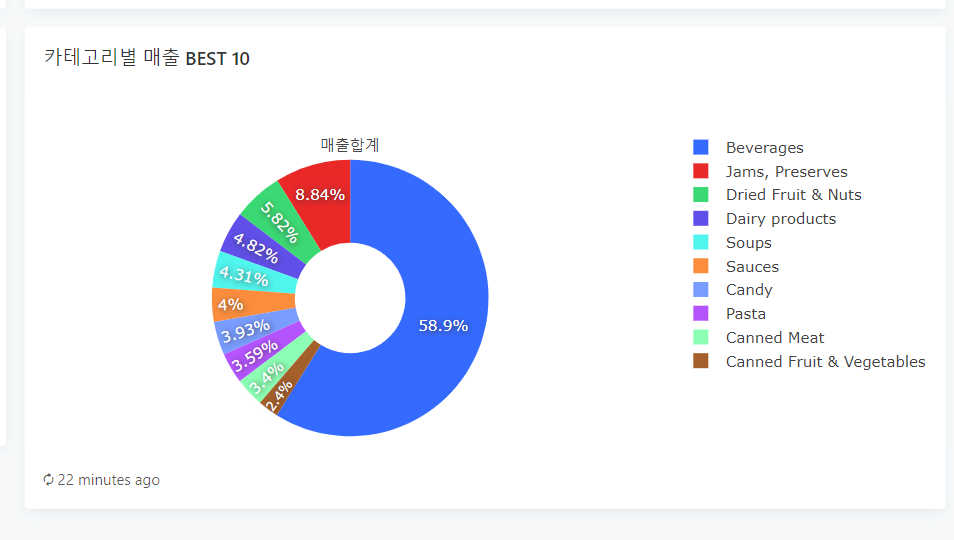 카테고리별 매출 BEST 10
매출합계
8.84%
5.82%
4.82%
4.31%
4%
3.93%
3.59%
3.4%
2.4%
58.9%
Beverages
Jams, Preserves
Dried Fruit & Nuts
Dairy products
Soups
Sauces
Candy
Pasta
Canned Meat
Canned Fruit & Vegetables
22 minutes ago